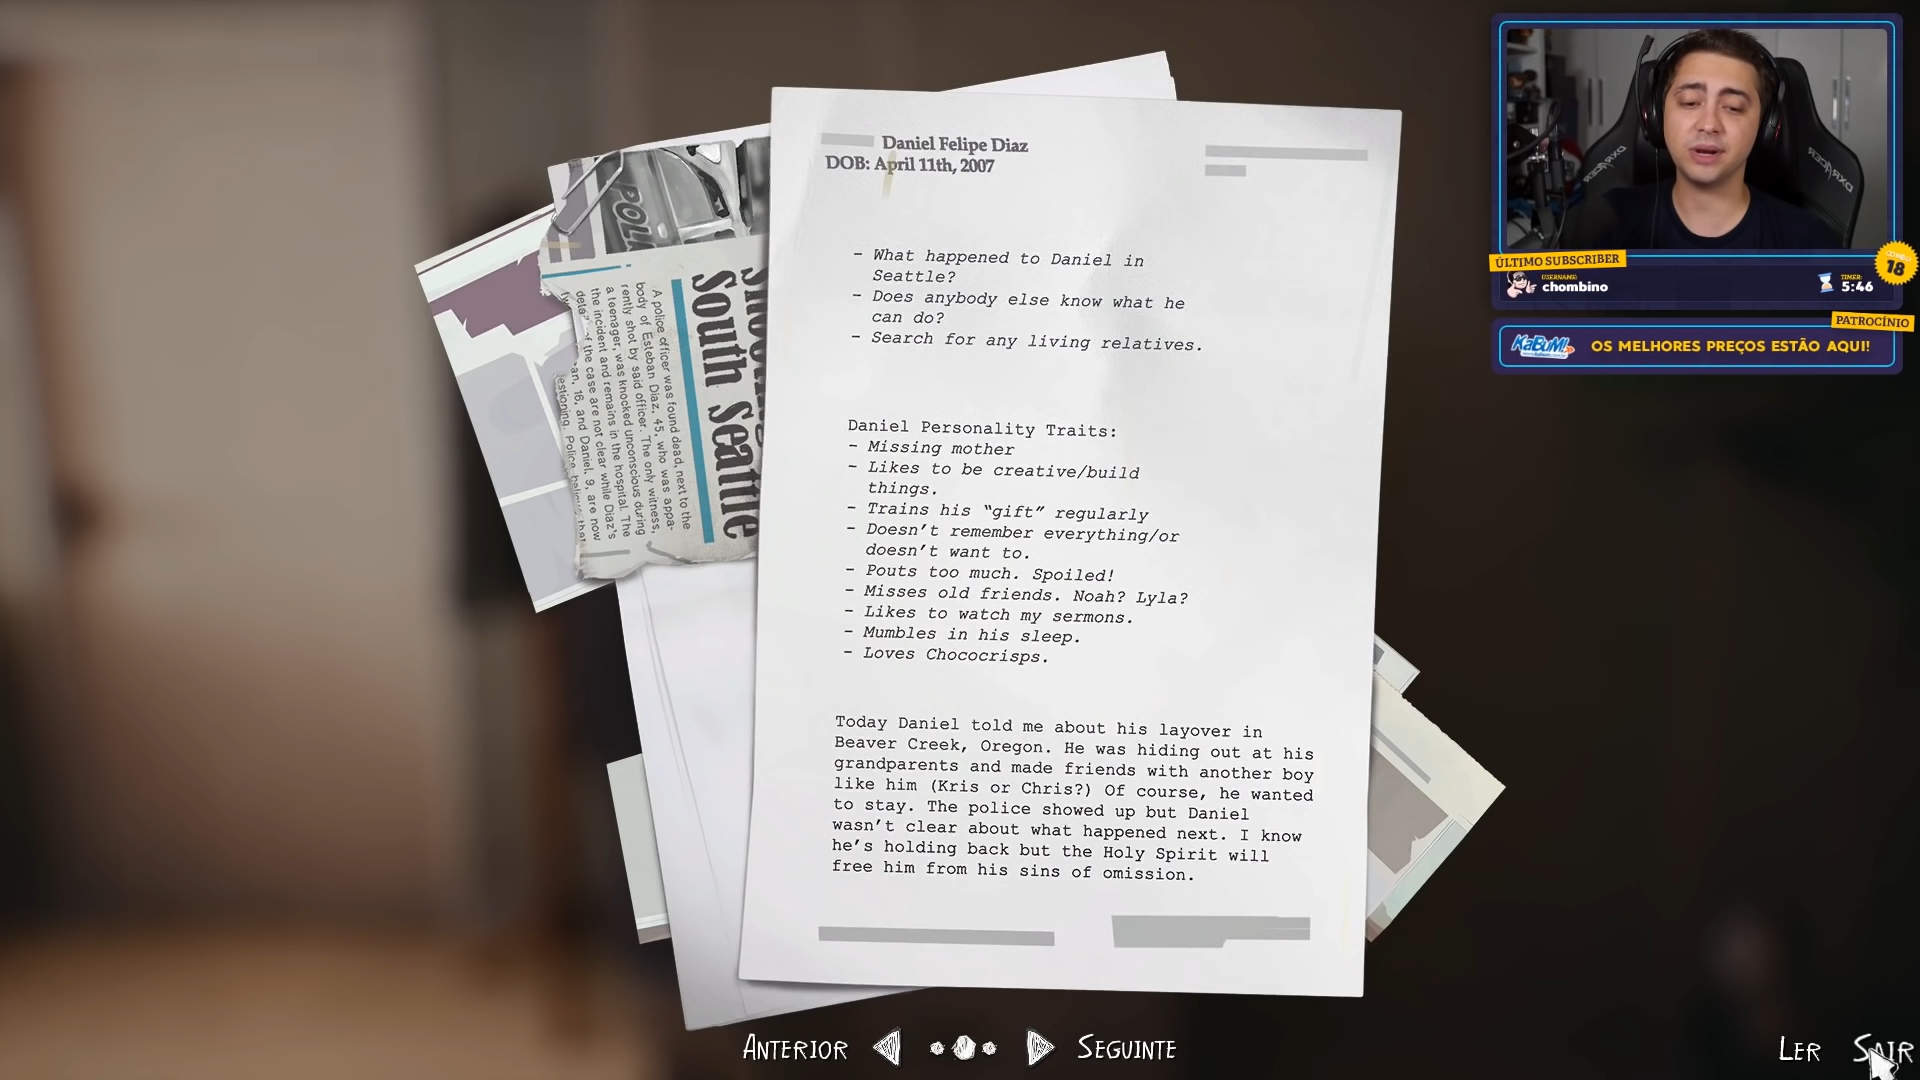 Daniel Felipe Diaz
DOB: April 11th, 2007
- What happened to Daniel in
Seattle?
- Does anybody else know what he
can do?
- Search for any living relatives.
Daniel Personality Traits:
- Missing mother
- Likes to be creative/build
things.
- Trains his “gift” regularly
- Doesn’t remember everything/or
doesn’t want to.
- Pouts too much. Spoiled!
- Misses old friends. Noah? Lyla?
- Likes to watch my sermons.
- Mumbles in his sleep.
- Loves Chococrisps.
Today Daniel told me about his layover in
Beaver Creek, Oregon. He was hiding out at his
grandparents and made friends with another boy
like him (Kris or Chris?) Of course, he wanted
to stay. The police showed up but Daniel
wasn’t clear about what happened next. I know
he’s holding back but the Holy Spirit will
free him from his sins of omission.
South Seattle
A police officer was found dead, next to the
body of Esteban Diaz, 45, who was appa-
rently shot by said officer. The only witness,
a teenager, was knocked unconscious during
the incident and remains in the hospital. The
of the case are not clear while Diaz's
an, 16, and Daniel, 9, are now
Police
DXRACER
DXRACER
ÚLTIMO SUBSCRIBER
USERNAME:
chombino
TIMER:
5:46
COMBO
18
PATROCÍNIO
KaBuM!
OS MELHORES PREÇOS ESTÃO AQUI!
ANTERIOR
SEGUINTE
LER
SAIR